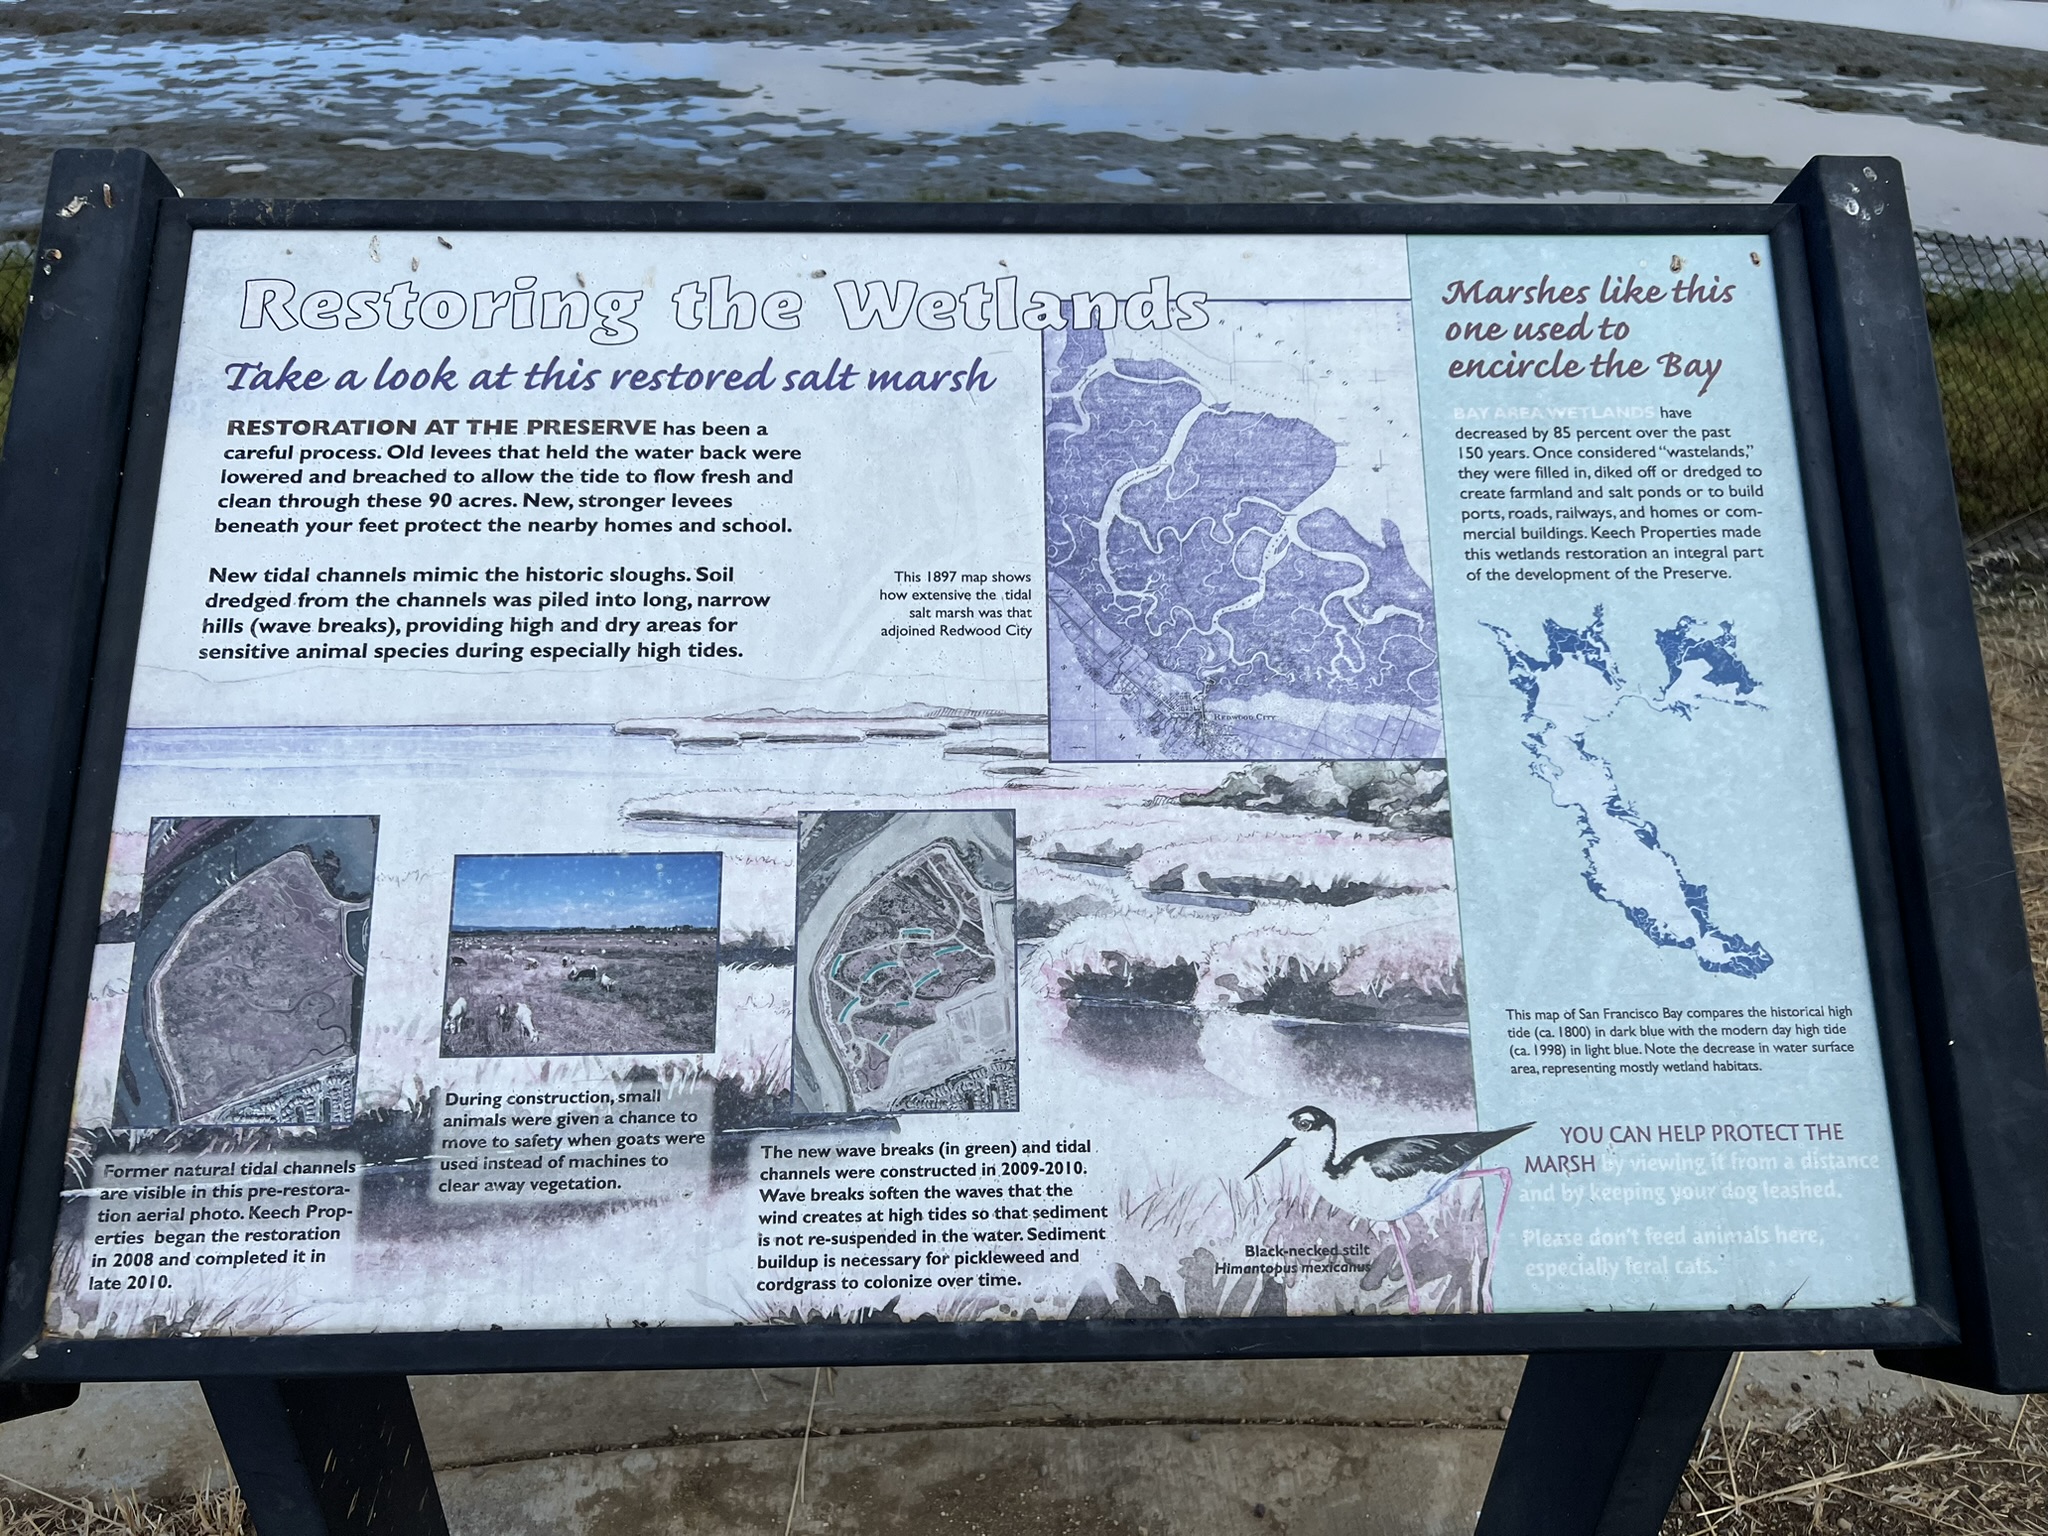 Restoring the Wetlands
Take a look at this restored salt marsh
RESTORATION AT THE PRESERVE has been a
careful process. Old levees that held the water back were
lowered and breached to allow the tide to flow fresh and
clean through these 90 acres. New, stronger levees
beneath your feet protect the nearby homes and school.
New tidal channels mimic the historic sloughs. Soil
dredged from the channels was piled into long, narrow
hills (wave breaks), providing high and dry areas for
sensitive animal species during especially high tides.
This 1897 map shows
how extensive the tidal
salt marsh was that
adjoined Redwood City
REDWOOD CITY
Former natural tidal channels
are visible in this pre-restora-
tion aerial photo. Keech Prop-
erties began the restoration
in 2008 and completed it in
late 2010.
During construction, small
animals were given a chance to
move to safety when goats were
used instead of machines to
clear away vegetation.
The new wave breaks (in green) and tidal
channels were constructed in 2009-2010.
Wave breaks soften the waves that the
wind creates at high tides so that sediment
is not re-suspended in the water. Sediment
buildup is necessary for pickleweed and
cordgrass to colonize over time.
Black-necked stilt
Himantopus mexicanus
Marshes like this
one used to
encircle the Bay
BAY AREA WETLANDS have
decreased by 85 percent over the past
150 years. Once considered "wastelands,"
they were filled in, diked off or dredged to
create farmland and salt ponds or to build
ports, roads, railways, and homes or com-
mercial buildings. Keech Properties made
this wetlands restoration an integral part
of the development of the Preserve.
This map of San Francisco Bay compares the historical high
tide (ca. 1800) in dark blue with the modern day high tide
(ca. 1998) in light blue. Note the decrease in water surface
area, representing mostly wetland habitats.
YOU CAN HELP PROTECT THE
MARSH by viewing it from a distance
and by keeping your dog leashed.
Please don't feed animals here,
especially feral cats.